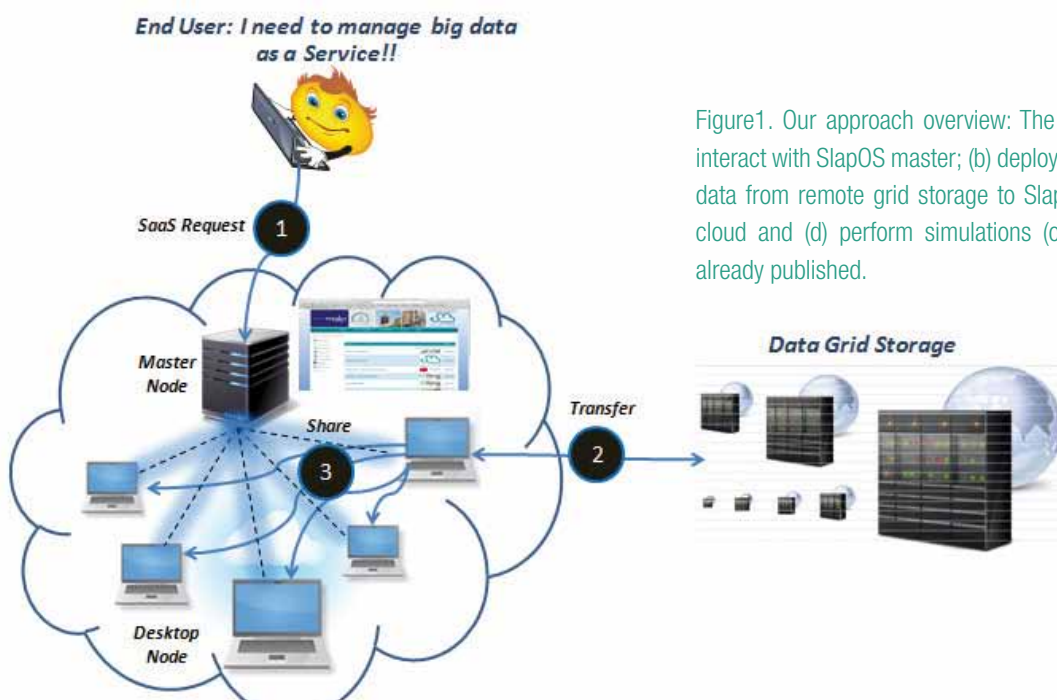 End User: I need to manage big data
as a Service!!
Figure1. Our approach overview: The
interact with SlapOS master; (b) deploy
data from remote grid storage to Slap
cloud and (d) perform simulations (o
already published.
SaaS Request
1
Master
Node
Share
3
Transfer
2
Data Grid Storage
Desktop
Node